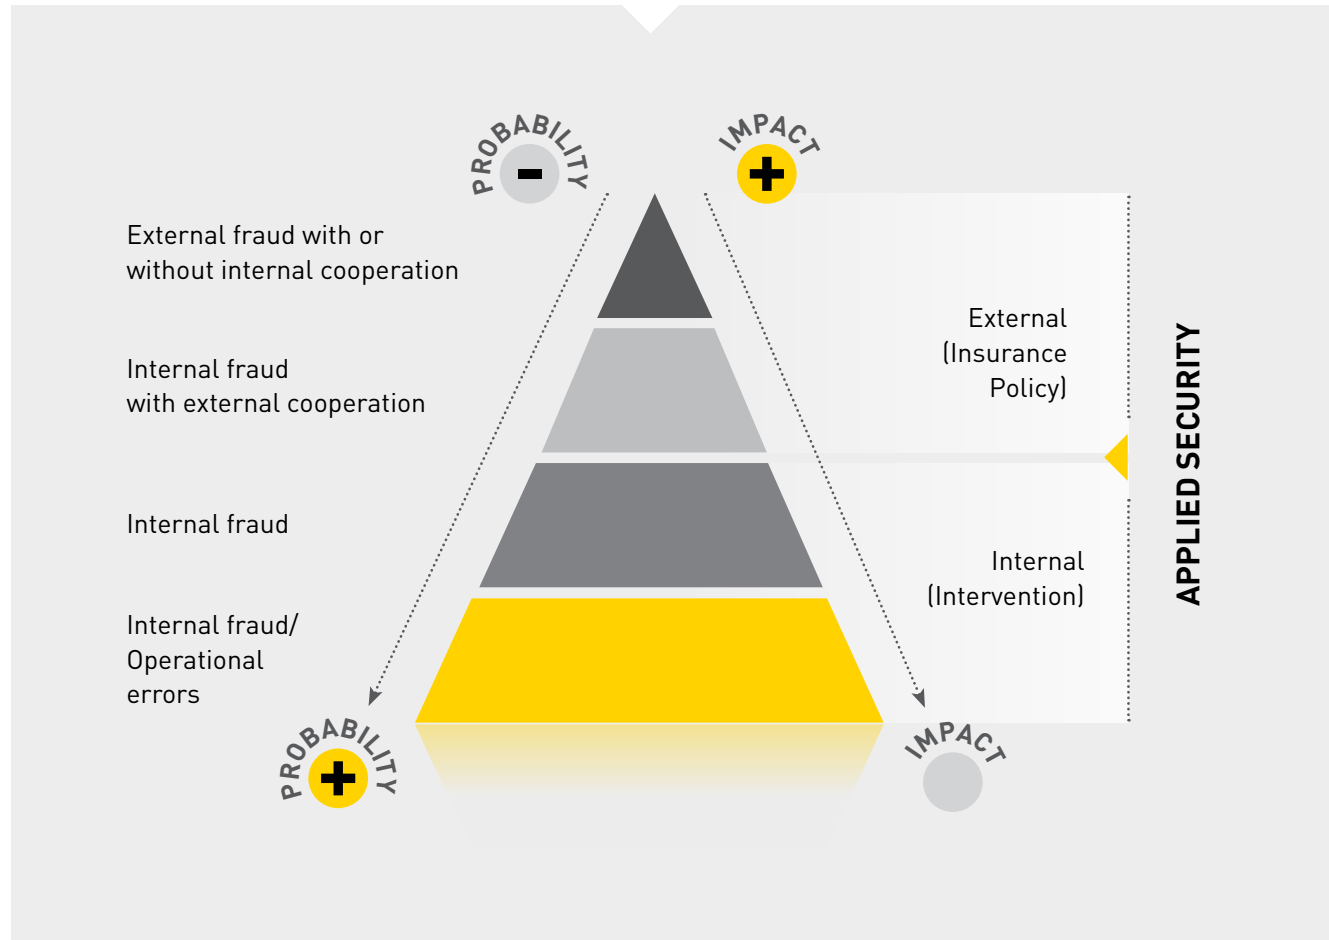 PROBABILITY
-
IMPACT
+
External fraud with or
without internal cooperation
Internal fraud
with external cooperation
Internal fraud
Internal fraud/
Operational
errors
External
(Insurance
Policy)
Internal
(Intervention)
APPLIED SECURITY
PROBABILITY
+
IMPACT